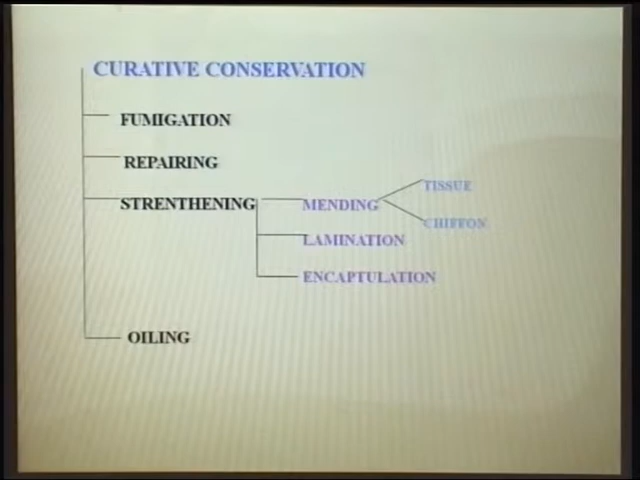 CURATIVE CONSERVATION
FUMIGATION
REPAIRING
STRENTHENING
MENDING
TISSUE
CHIFFON
LAMINATION
ENCAPTULATION
OILING